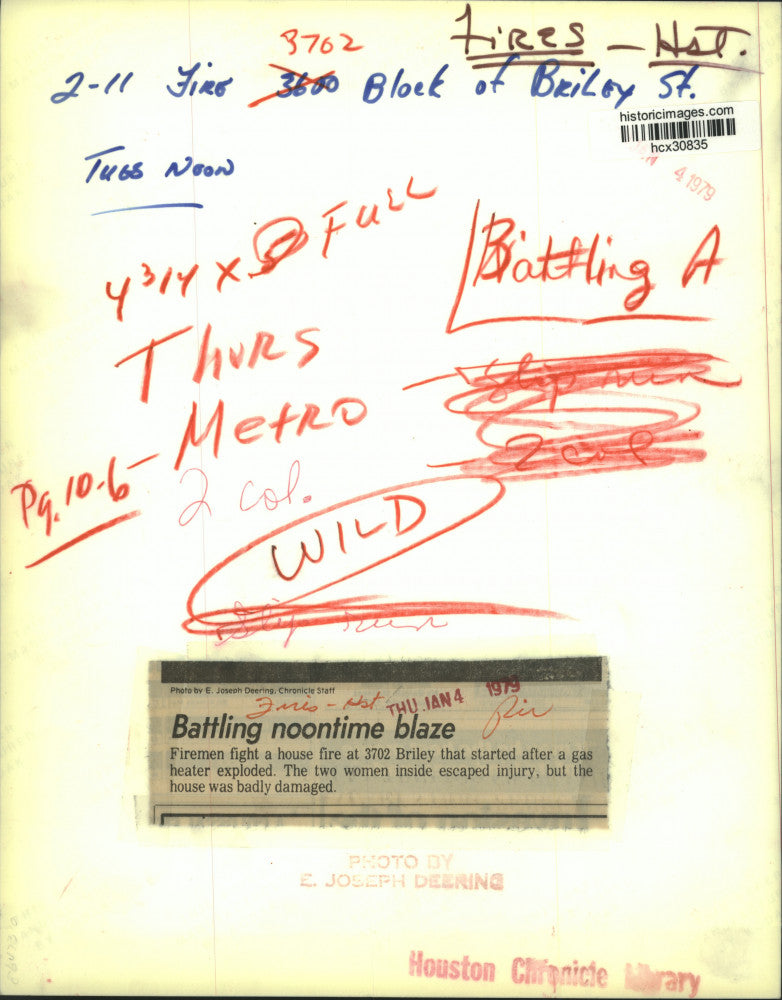 FIRES - Hst.
3702
2-11 Fire 3600 Block of Briley St.
historicimages.com
hcx30835
Tues Noon
4 1979
4 3/4 x FULL
Battling A
Thurs
slip run
Metro
2 col
Pg. 10-6
2 col.
WILD
slip run
Photo by E. Joseph Deering, Chronicle Staff
Fires - Hst THU JAN 4 1979
Battling noontime blaze
Firemen fight a house fire at 3702 Briley that started after a gas
heater exploded. The two women inside escaped injury, but the
house was badly damaged.
PHOTO BY
E. JOSEPH DEERING
Houston Chronicle Library